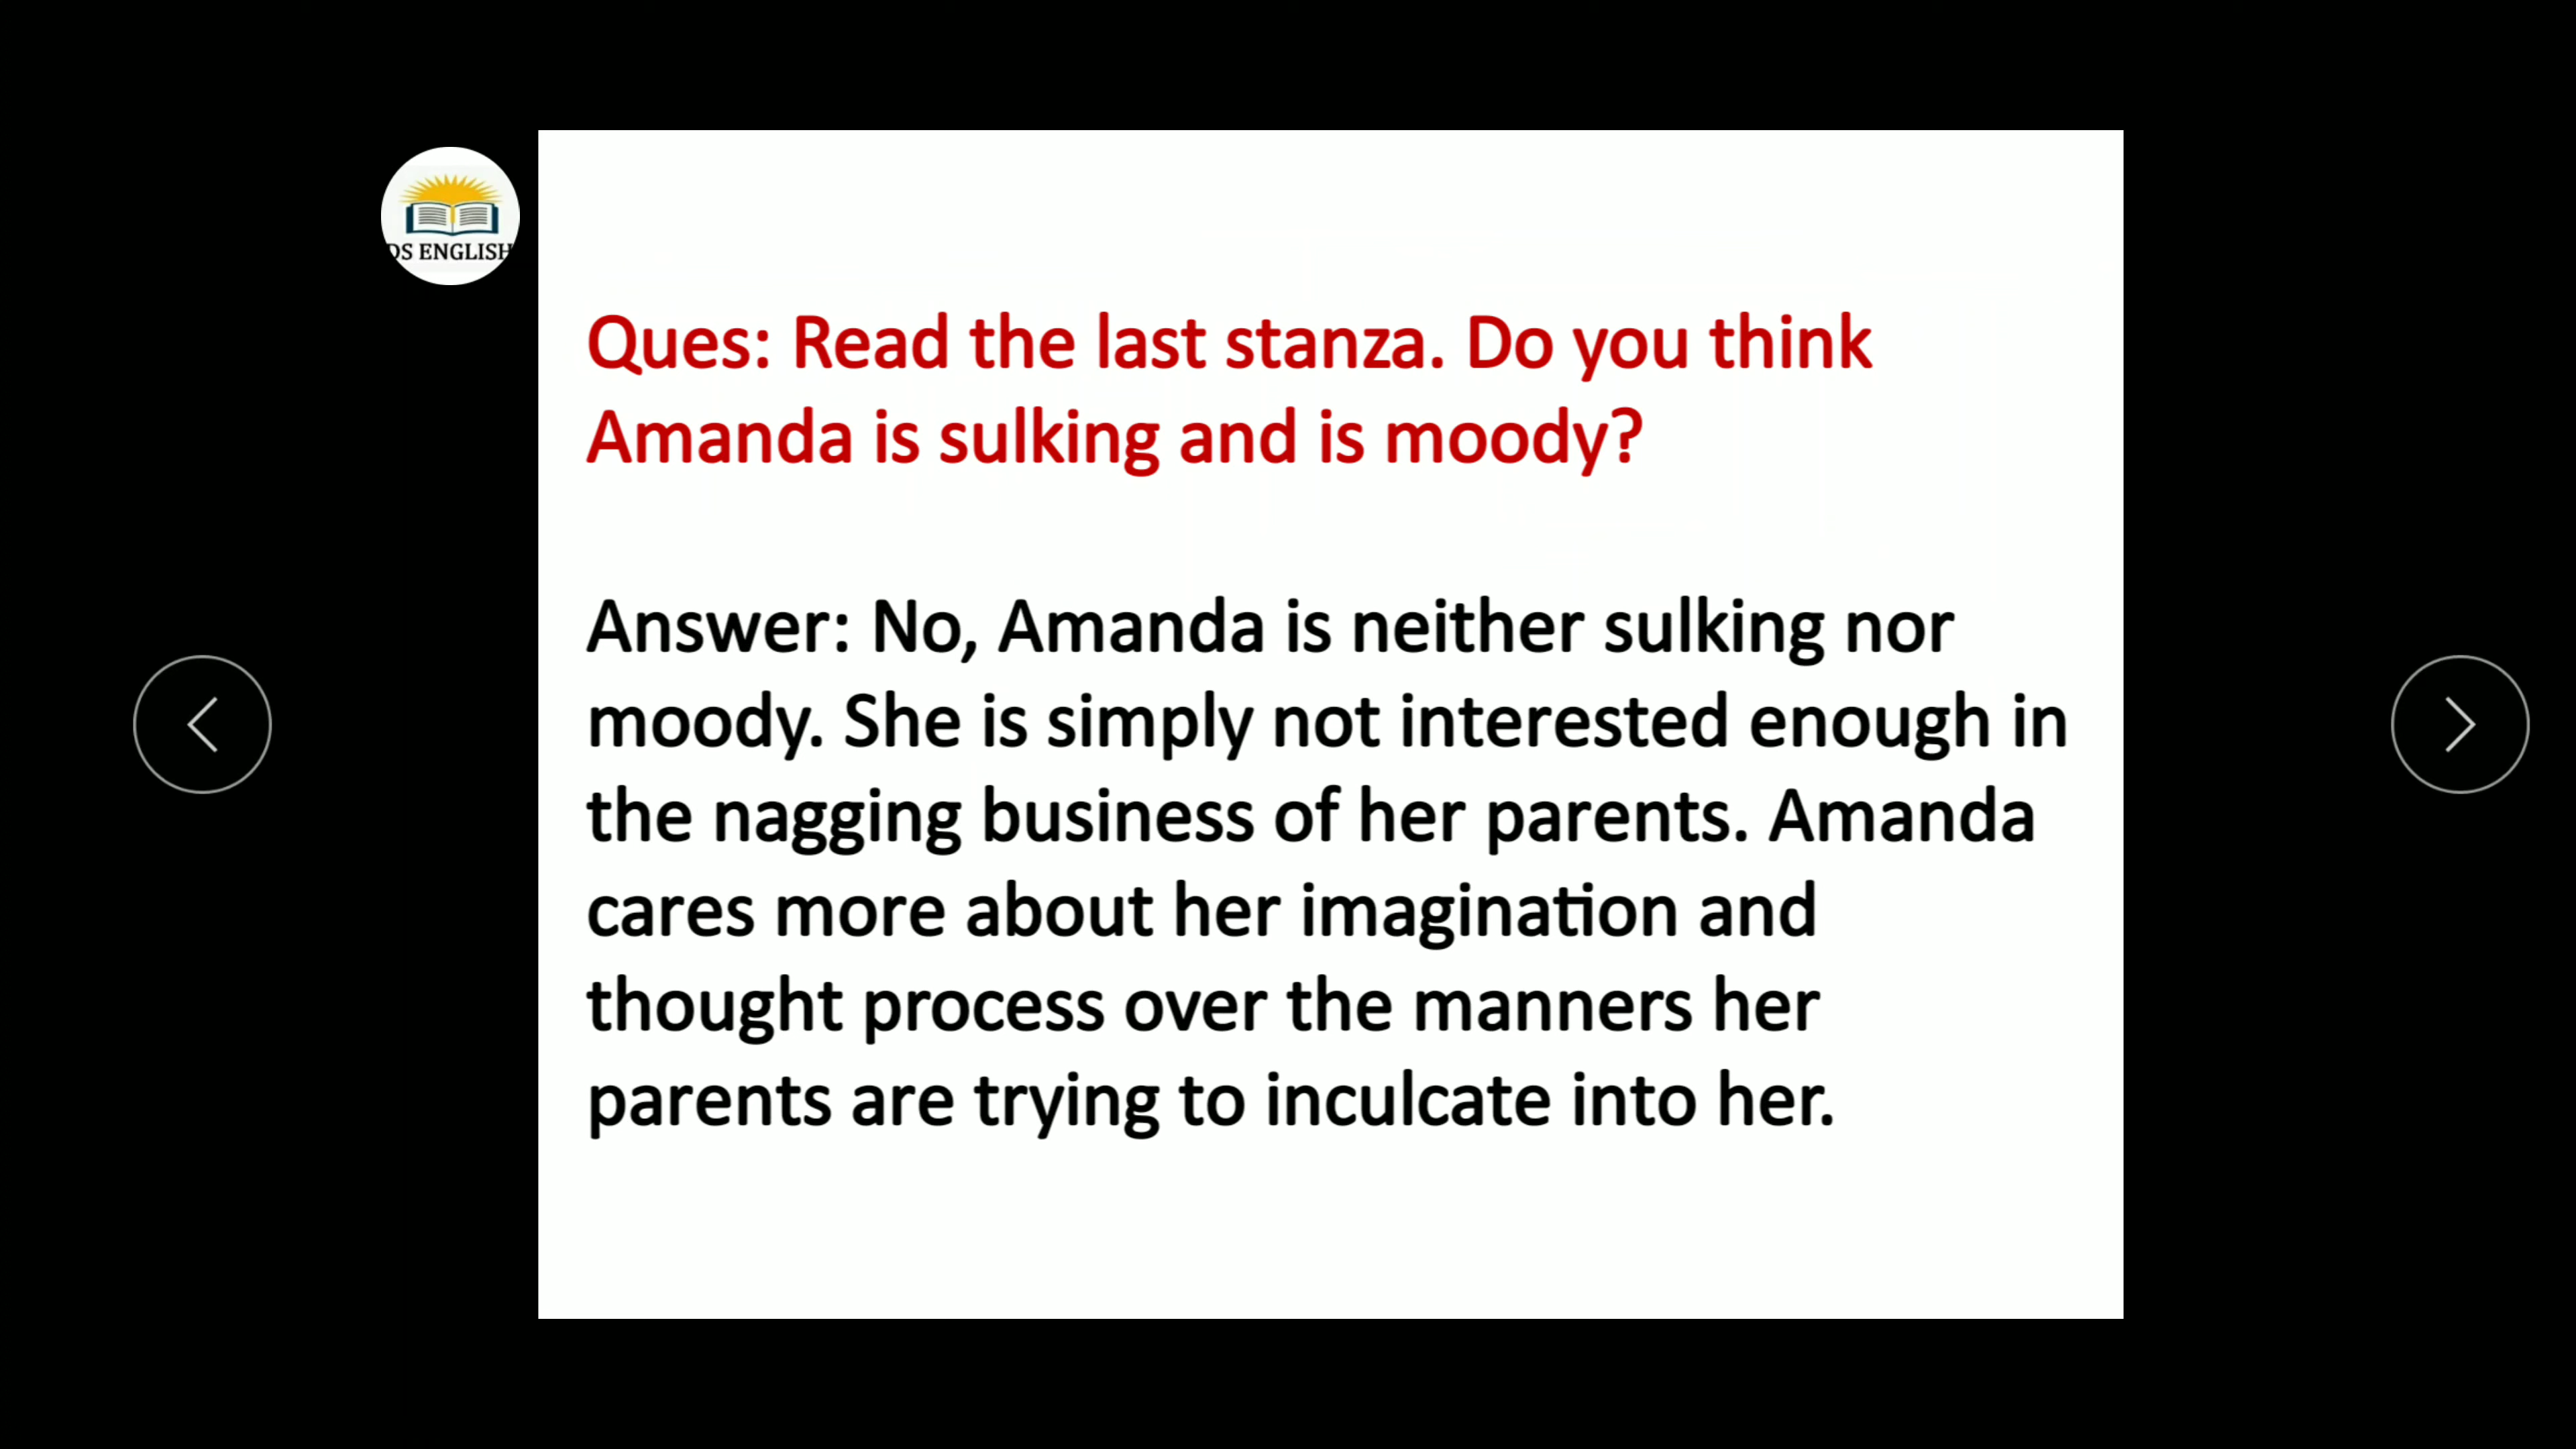 DS ENGLISH
Ques: Read the last stanza. Do you think
Amanda is sulking and is moody?
Answer: No, Amanda is neither sulking nor
moody. She is simply not interested enough in
the nagging business of her parents. Amanda
cares more about her imagination and
thought process over the manners her
parents are trying to inculcate into her.